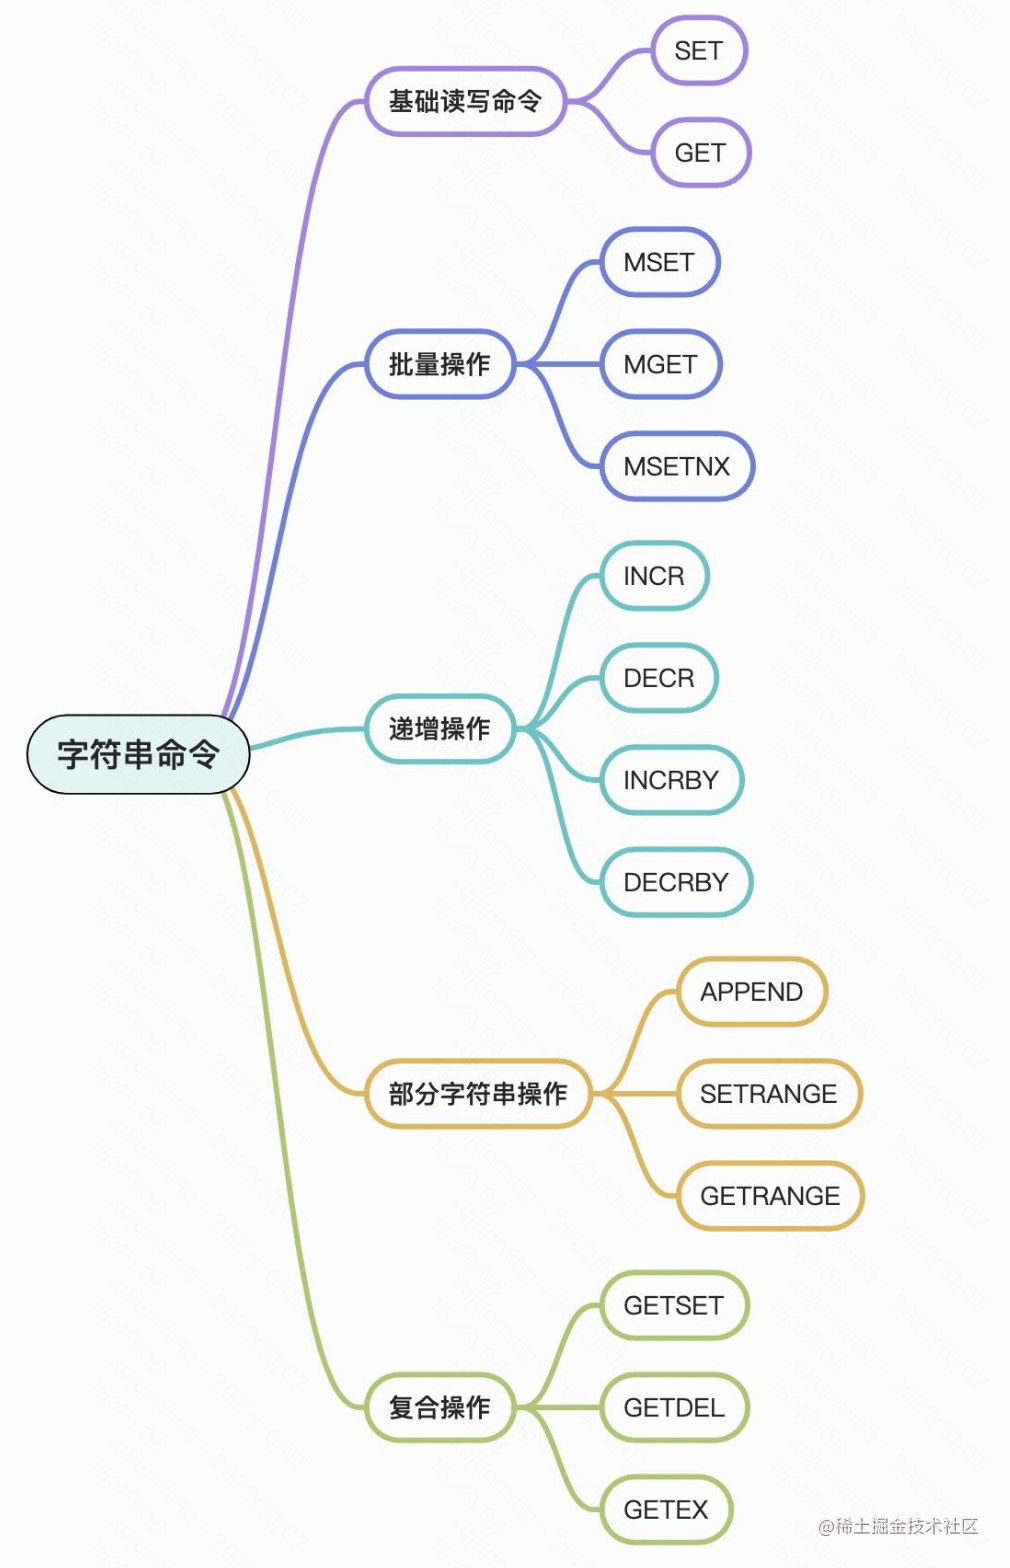 字符串命令
基础读写命令
SET
GET
批量操作
MSET
MGET
MSETNX
递增操作
INCR
DECR
INCRBY
DECRBY
部分字符串操作
APPEND
SETRANGE
GETRANGE
复合操作
GETSET
GETDEL
GETEX
@稀土掘金技术社区